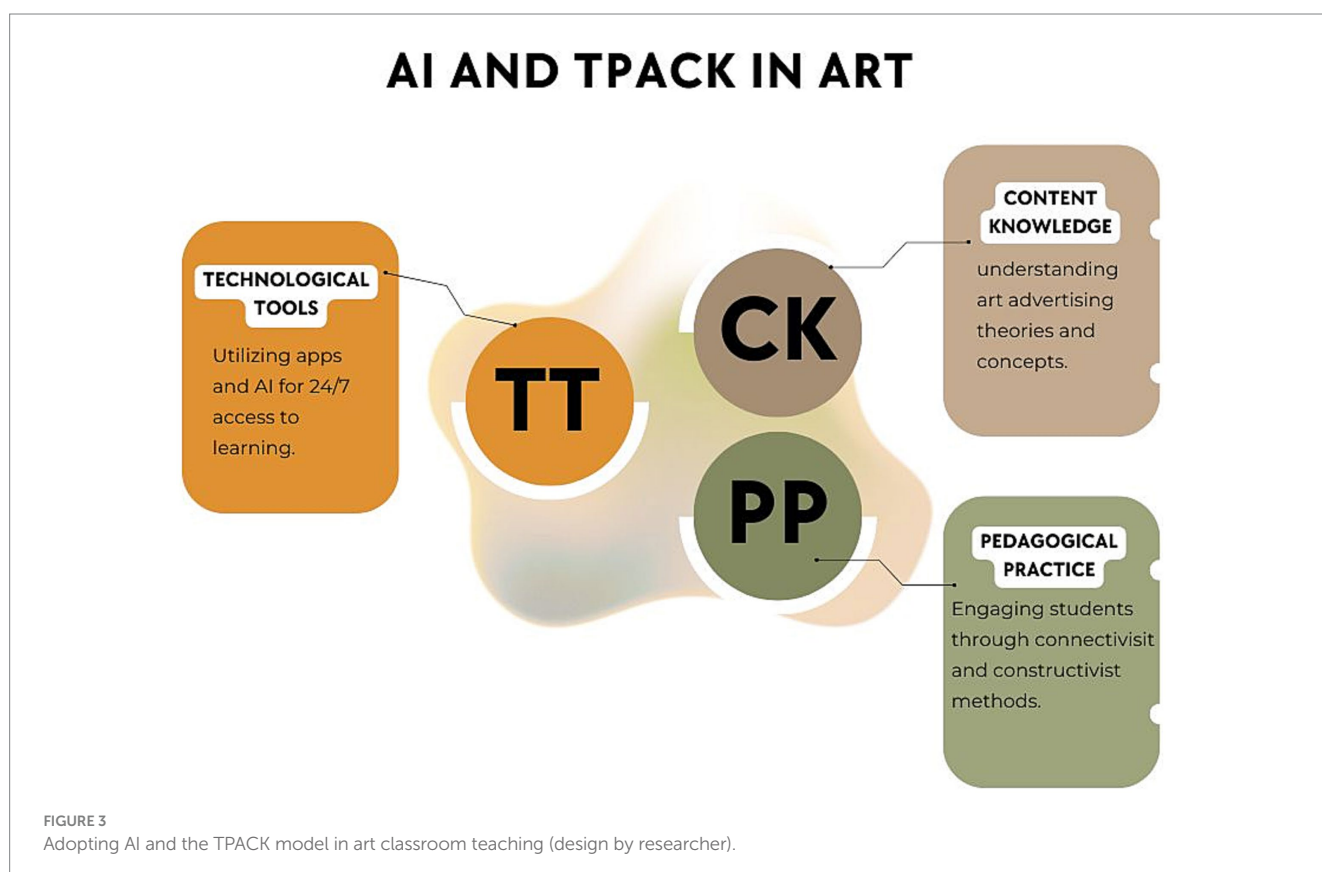 AI AND TPACK IN ART
TECHNOLOGICAL
TOOLS
Utilizing apps
and AI for 24/7
access to
learning.
TT
CK
PP
CONTENT
KNOWLEDGE
understanding
art advertising
theories and
concepts.
PEDAGOGICAL
PRACTICE
Engaging students
through connectivisit
and constructivist
methods.
FIGURE 3
Adopting AI and the TPACK model in art classroom teaching (design by researcher).